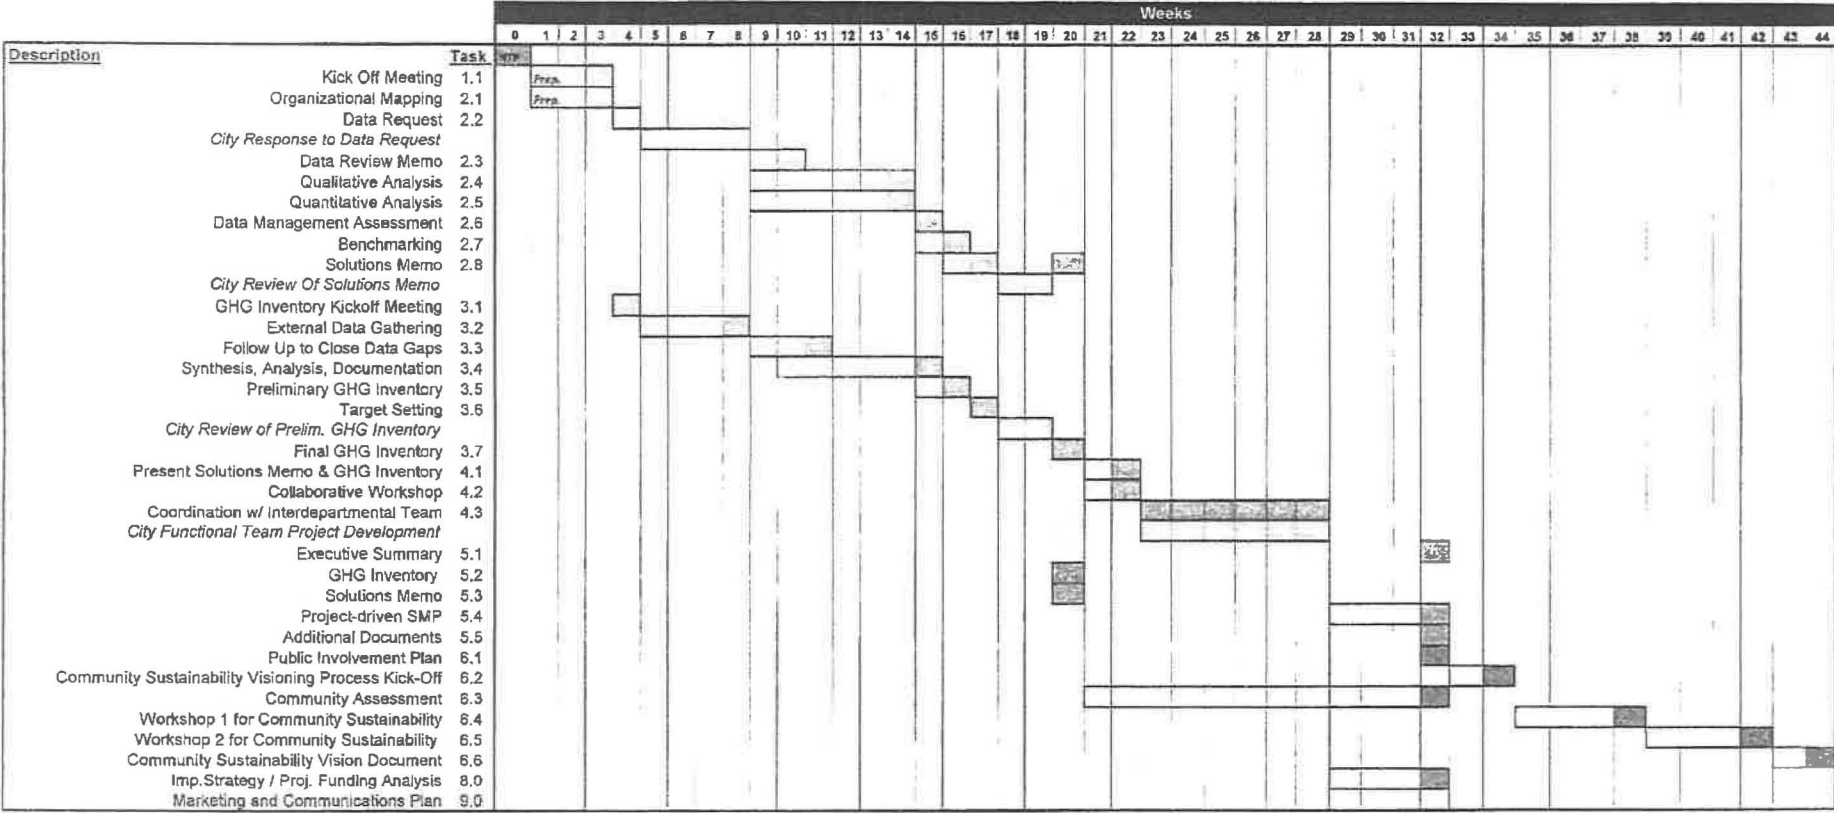 Weeks
0 1 2 3 4 5 6 7 8 9 10 11 12 13 14 15 16 17 18 19 20 21 22 23 24 25 26 27 28 29 30 31 32 33 34 35 36 37 38 39 40 41 42 43 44
Description Task NTP
Kick Off Meeting 1.1 Prep.
Organizational Mapping 2.1 Prep.
Data Request 2.2
City Response to Data Request
Data Review Memo 2.3
Qualitative Analysis 2.4
Quantitative Analysis 2.5
Data Management Assessment 2.6
Benchmarking 2.7
Solutions Memo 2.8
City Review Of Solutions Memo
GHG Inventory Kickoff Meeting 3.1
External Data Gathering 3.2
Follow Up to Close Data Gaps 3.3
Synthesis, Analysis, Documentation 3.4
Preliminary GHG Inventory 3.5
Target Setting 3.6
City Review of Prelim. GHG Inventory
Final GHG Inventory 3.7
Present Solutions Memo & GHG Inventory 4.1
Collaborative Workshop 4.2
Coordination w/ Interdepartmental Team 4.3
City Functional Team Project Development
Executive Summary 5.1
GHG Inventory 5.2
Solutions Memo 5.3
Project-driven SMP 5.4
Additional Documents 5.5
Public Involvement Plan 6.1
Community Sustainability Visioning Process Kick-Off 6.2
Community Assessment 6.3
Workshop 1 for Community Sustainability 6.4
Workshop 2 for Community Sustainability 6.5
Community Sustainability Vision Document 6.6
Imp.Strategy / Proj. Funding Analysis 8.0
Marketing and Communications Plan 9.0